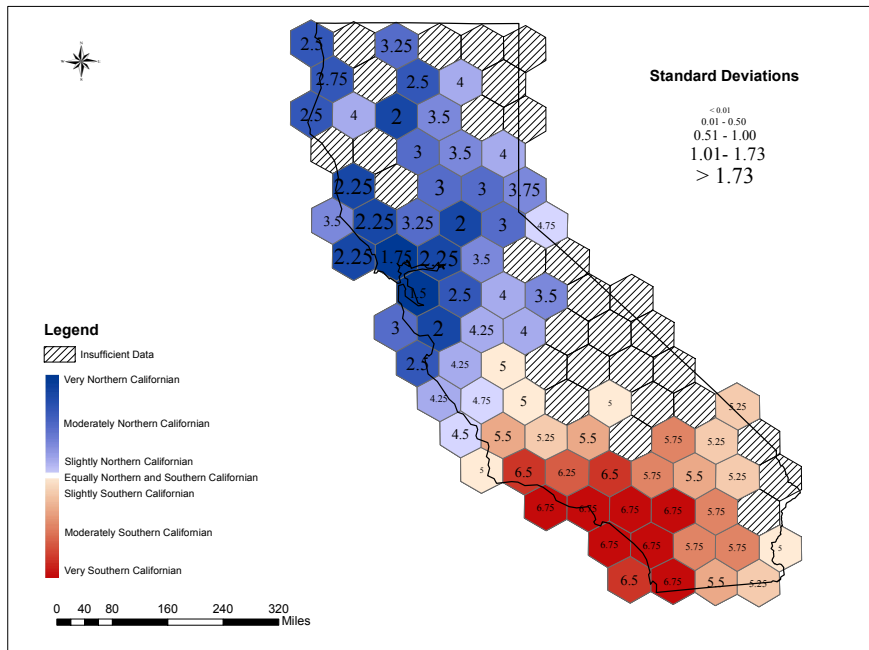 2.5 3.25
2.75 2.5 4
2.5 4 2 3.5
3 3.5 4
2.25 3 3 3.75
3.5 2.25 3.25 2 3 4.75
2.25 1.75 2.25 3.5
2.5 4 3.5
3 2 4.25 4
2.5 4.25 5
4.25 4.75 5 5 5.25
4.5 5.5 5.25 5.5 5.75 5.25
5 6.5 6.25 6.5 5.75 5.5 5.25
6.75 6.75 6.75 6.75 5.75
6.75 6.75 5.75 5.75 5
6.5 6.75 5.5 5.25
Standard Deviations
< 0.01
0.01 - 0.50
0.51 - 1.00
1.01- 1.73
> 1.73
Legend
Insufficient Data
Very Northern Californian
Moderately Northern Californian
Slightly Northern Californian
Equally Northern and Southern Californian
Slightly Southern Californian
Moderately Southern Californian
Very Southern Californian
0 40 80 160 240 320
Miles